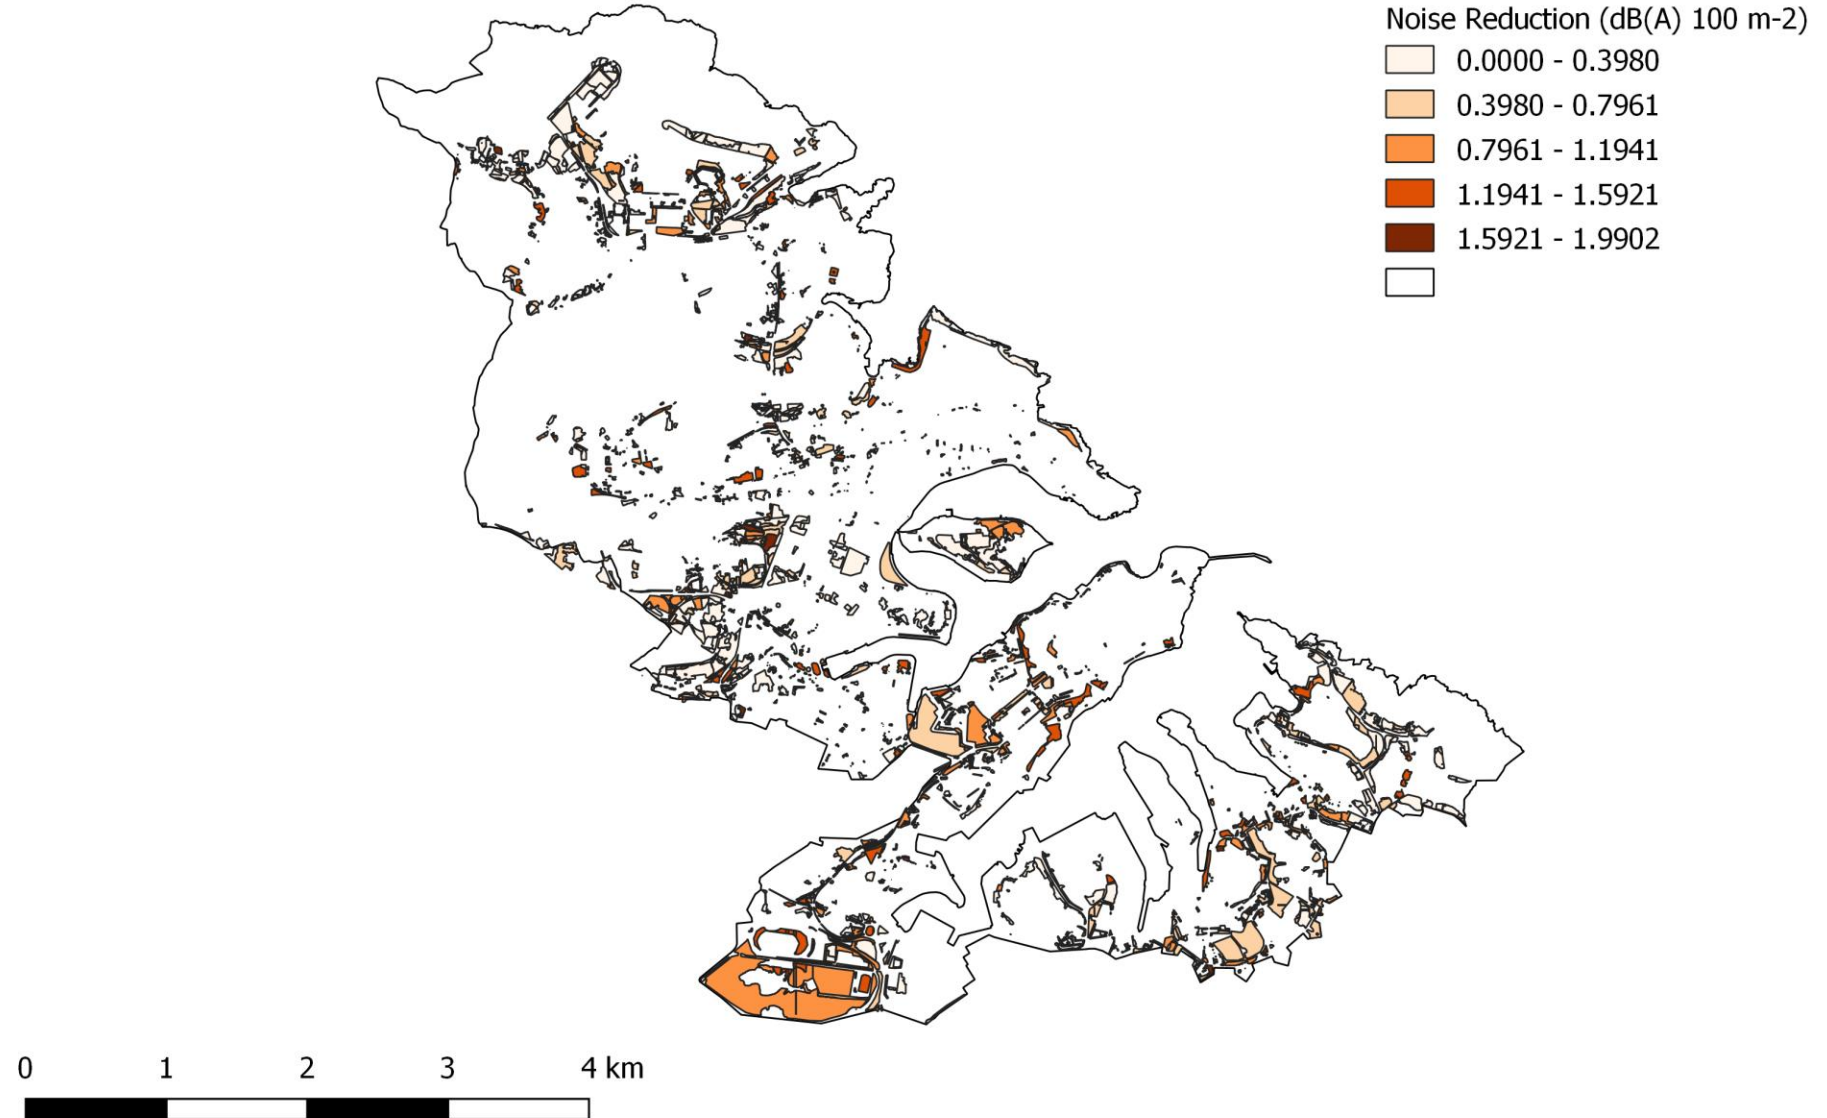 Noise Reduction (dB(A) 100 m-2)
0.0000 - 0.3980
0.3980 - 0.7961
0.7961 - 1.1941
1.1941 - 1.5921
1.5921 - 1.9902
0 1 2 3 4 km